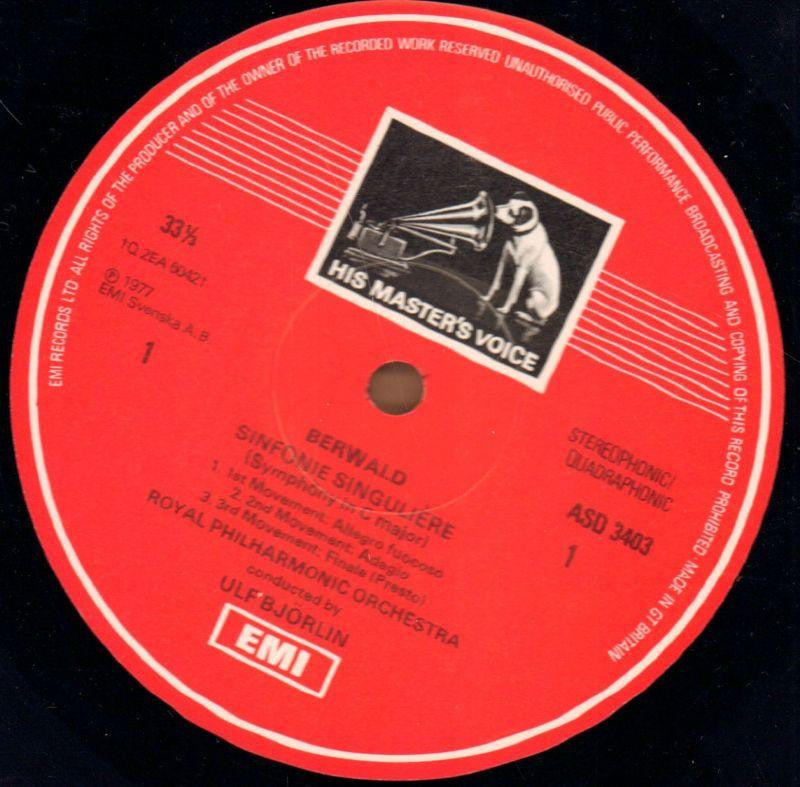 EMI RECORDS LTD ALL RIGHTS OF THE PRODUCER AND OF THE OWNER OF THE RECORDED WORK RESERVED UNAUTHORISED PUBLIC PERFORMANCE BROADCASTING AND COPYING OF THIS RECORD PROHIBITED · MADE IN GT BRITAIN
HIS MASTER'S VOICE
33⅓
1Q 2EA 60421
℗ 1977
EMI Svenska A.B.
1
STEREOPHONIC/
QUADRAPHONIC
ASD 3403
1
BERWALD
SINFONIE SINGULIÈRE
(Symphony in C major)
1. 1st Movement: Allegro fuocoso
2. 2nd Movement: Adagio
3. 3rd Movement: Finale (Presto)
ROYAL PHILHARMONIC ORCHESTRA
conducted by
ULF BJÖRLIN
EMI